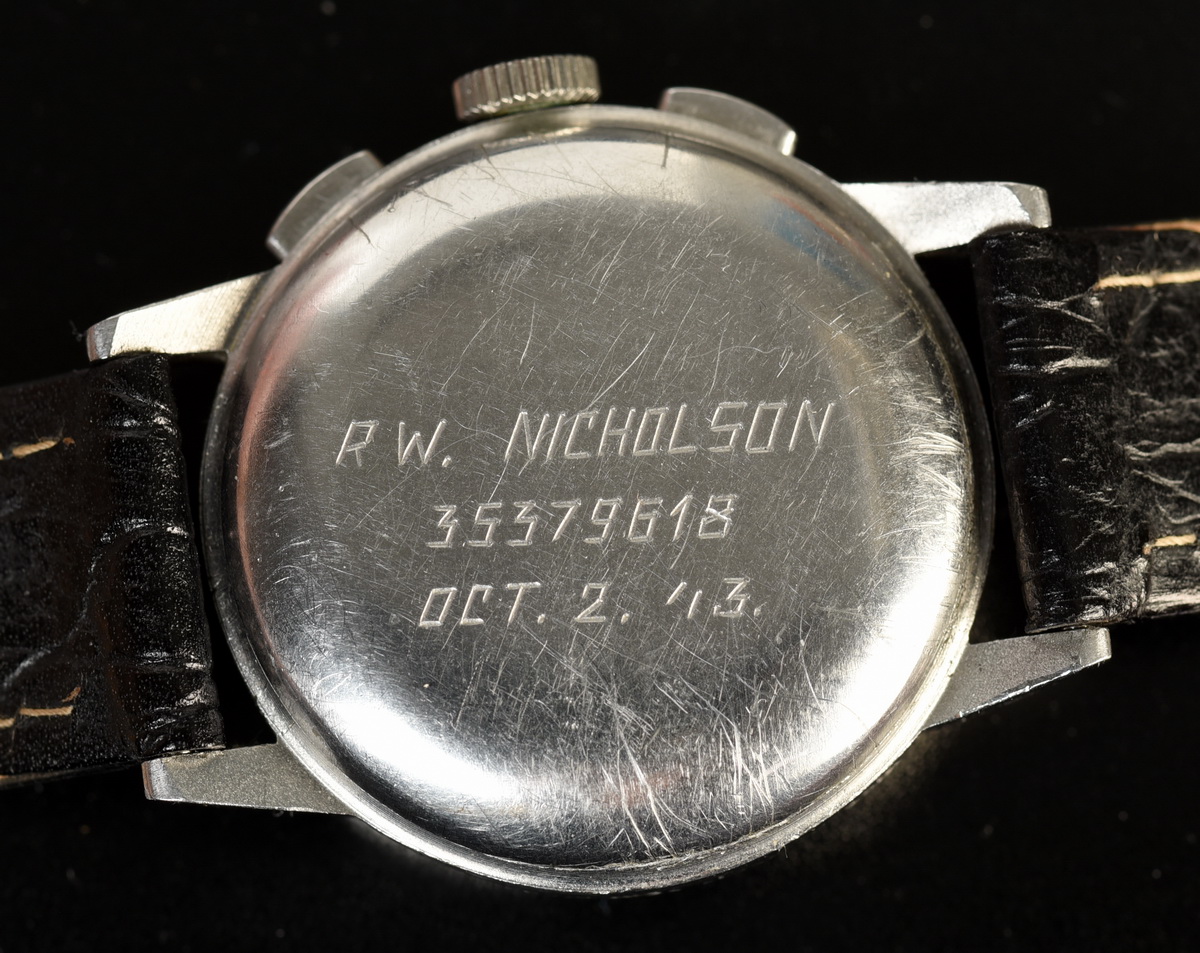 R W. NICHOLSON
35379618
OCT. 2. '43.